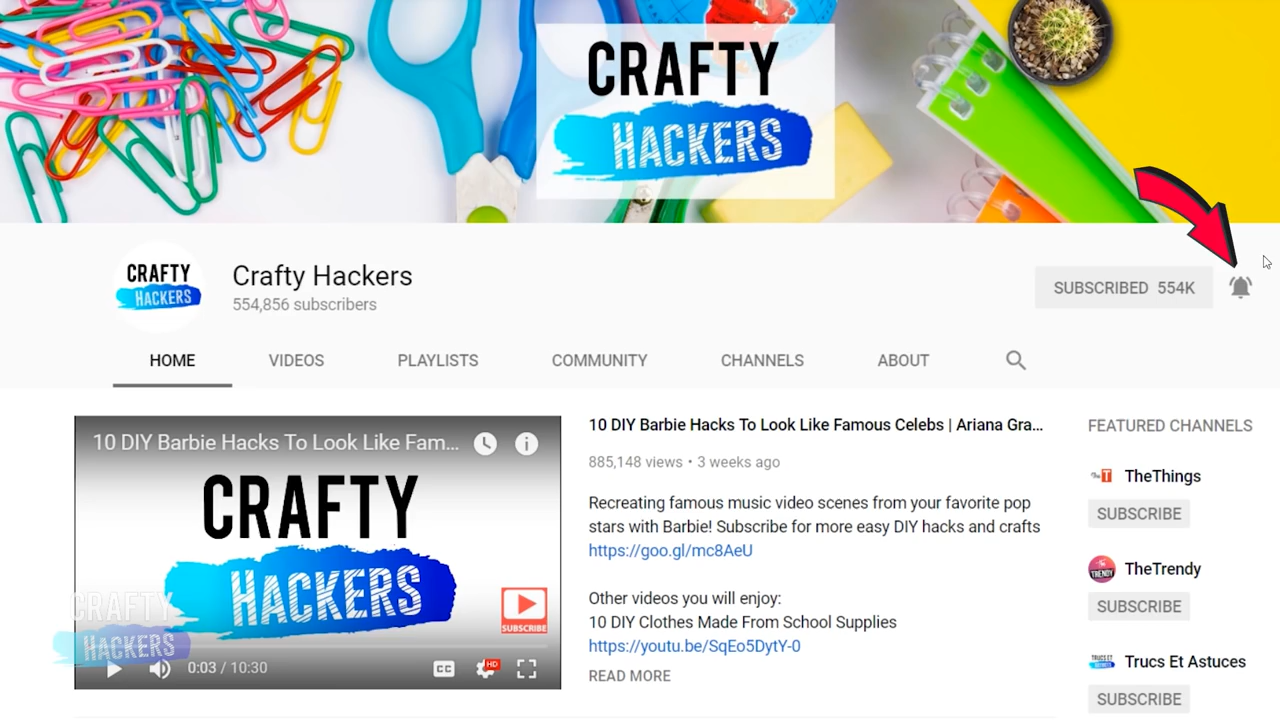 CRAFTY
HACKERS
CRAFTY
HACKERS
Crafty Hackers
554,856 subscribers
SUBSCRIBED 554K
HOME VIDEOS PLAYLISTS COMMUNITY CHANNELS ABOUT
10 DIY Barbie Hacks To Look Like Fam...
CRAFTY
HACKERS
SUBSCRIBE
CRAFTY
HACKERS
0:03 / 10:30
CC
HD
10 DIY Barbie Hacks To Look Like Famous Celebs | Ariana Gra...
885,148 views • 3 weeks ago
Recreating famous music video scenes from your favorite pop
stars with Barbie! Subscribe for more easy DIY hacks and crafts
https://goo.gl/mc8AeU
Other videos you will enjoy:
10 DIY Clothes Made From School Supplies
https://youtu.be/SqEo5DytY-0
READ MORE
FEATURED CHANNELS
TheThings
SUBSCRIBE
TRENDY
TheTrendy
SUBSCRIBE
Trucs Et Astuces
SUBSCRIBE